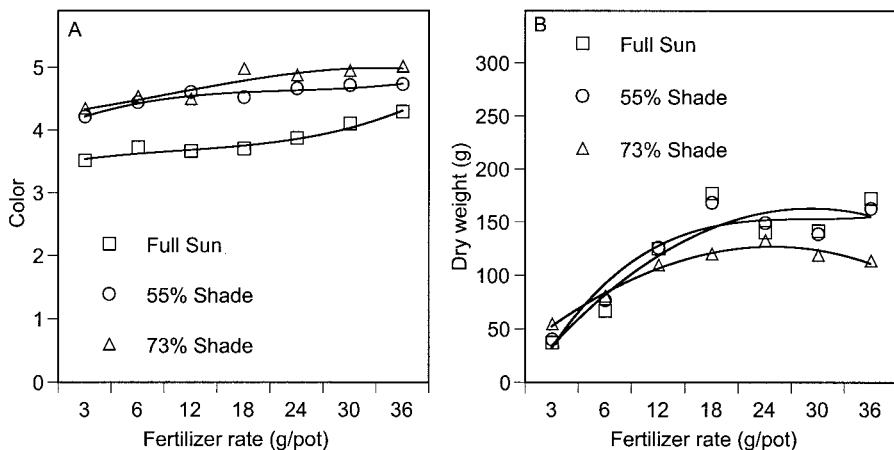 A
5
4
3
2
1
0
Color
Full Sun
55% Shade
73% Shade
3 6 12 18 24 30 36
Fertilizer rate (g/pot)
B
350
300
250
200
150
100
50
0
Dry weight (g)
Full Sun
55% Shade
73% Shade
3 6 12 18 24 30 36
Fertilizer rate (g/pot)